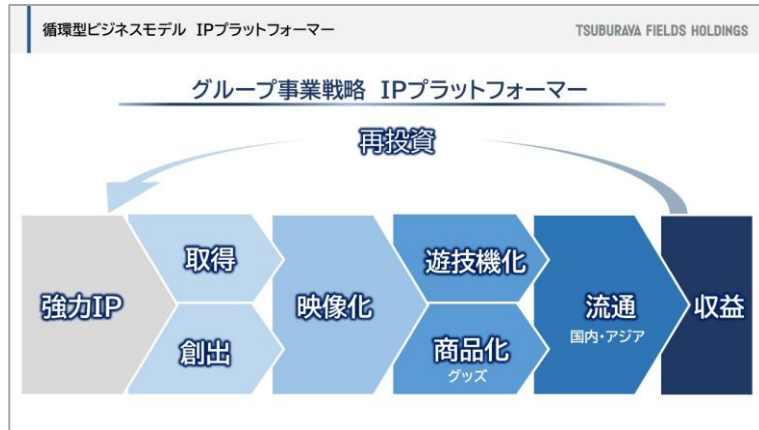 循環型ビジネスモデル IPプラットフォーマー
TSUBURAYA FIELDS HOLDINGS
グループ事業戦略 IPプラットフォーマー
再投資
強力IP
取得
創出
映像化
遊技機化
商品化
グッズ
流通
国内・アジア
収益